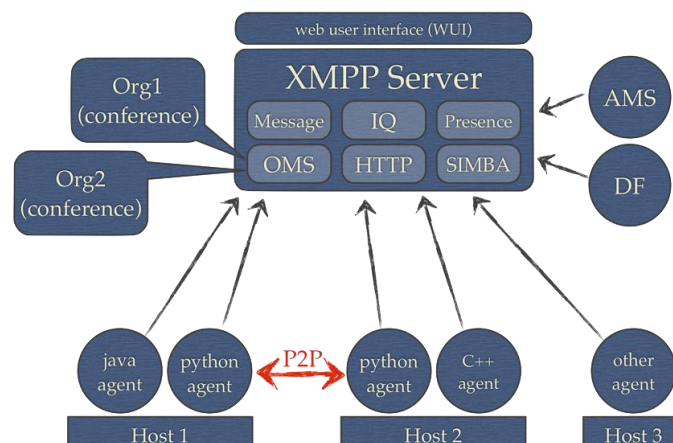 web user interface (WUI)
XMPP Server
Org1
(conference)
Message
IQ
Presence
AMS
Org2
(conference)
OMS
HTTP
SIMBA
DF
java
agent
python
agent
P2P
python
agent
C++
agent
other
agent
Host 1
Host 2
Host 3